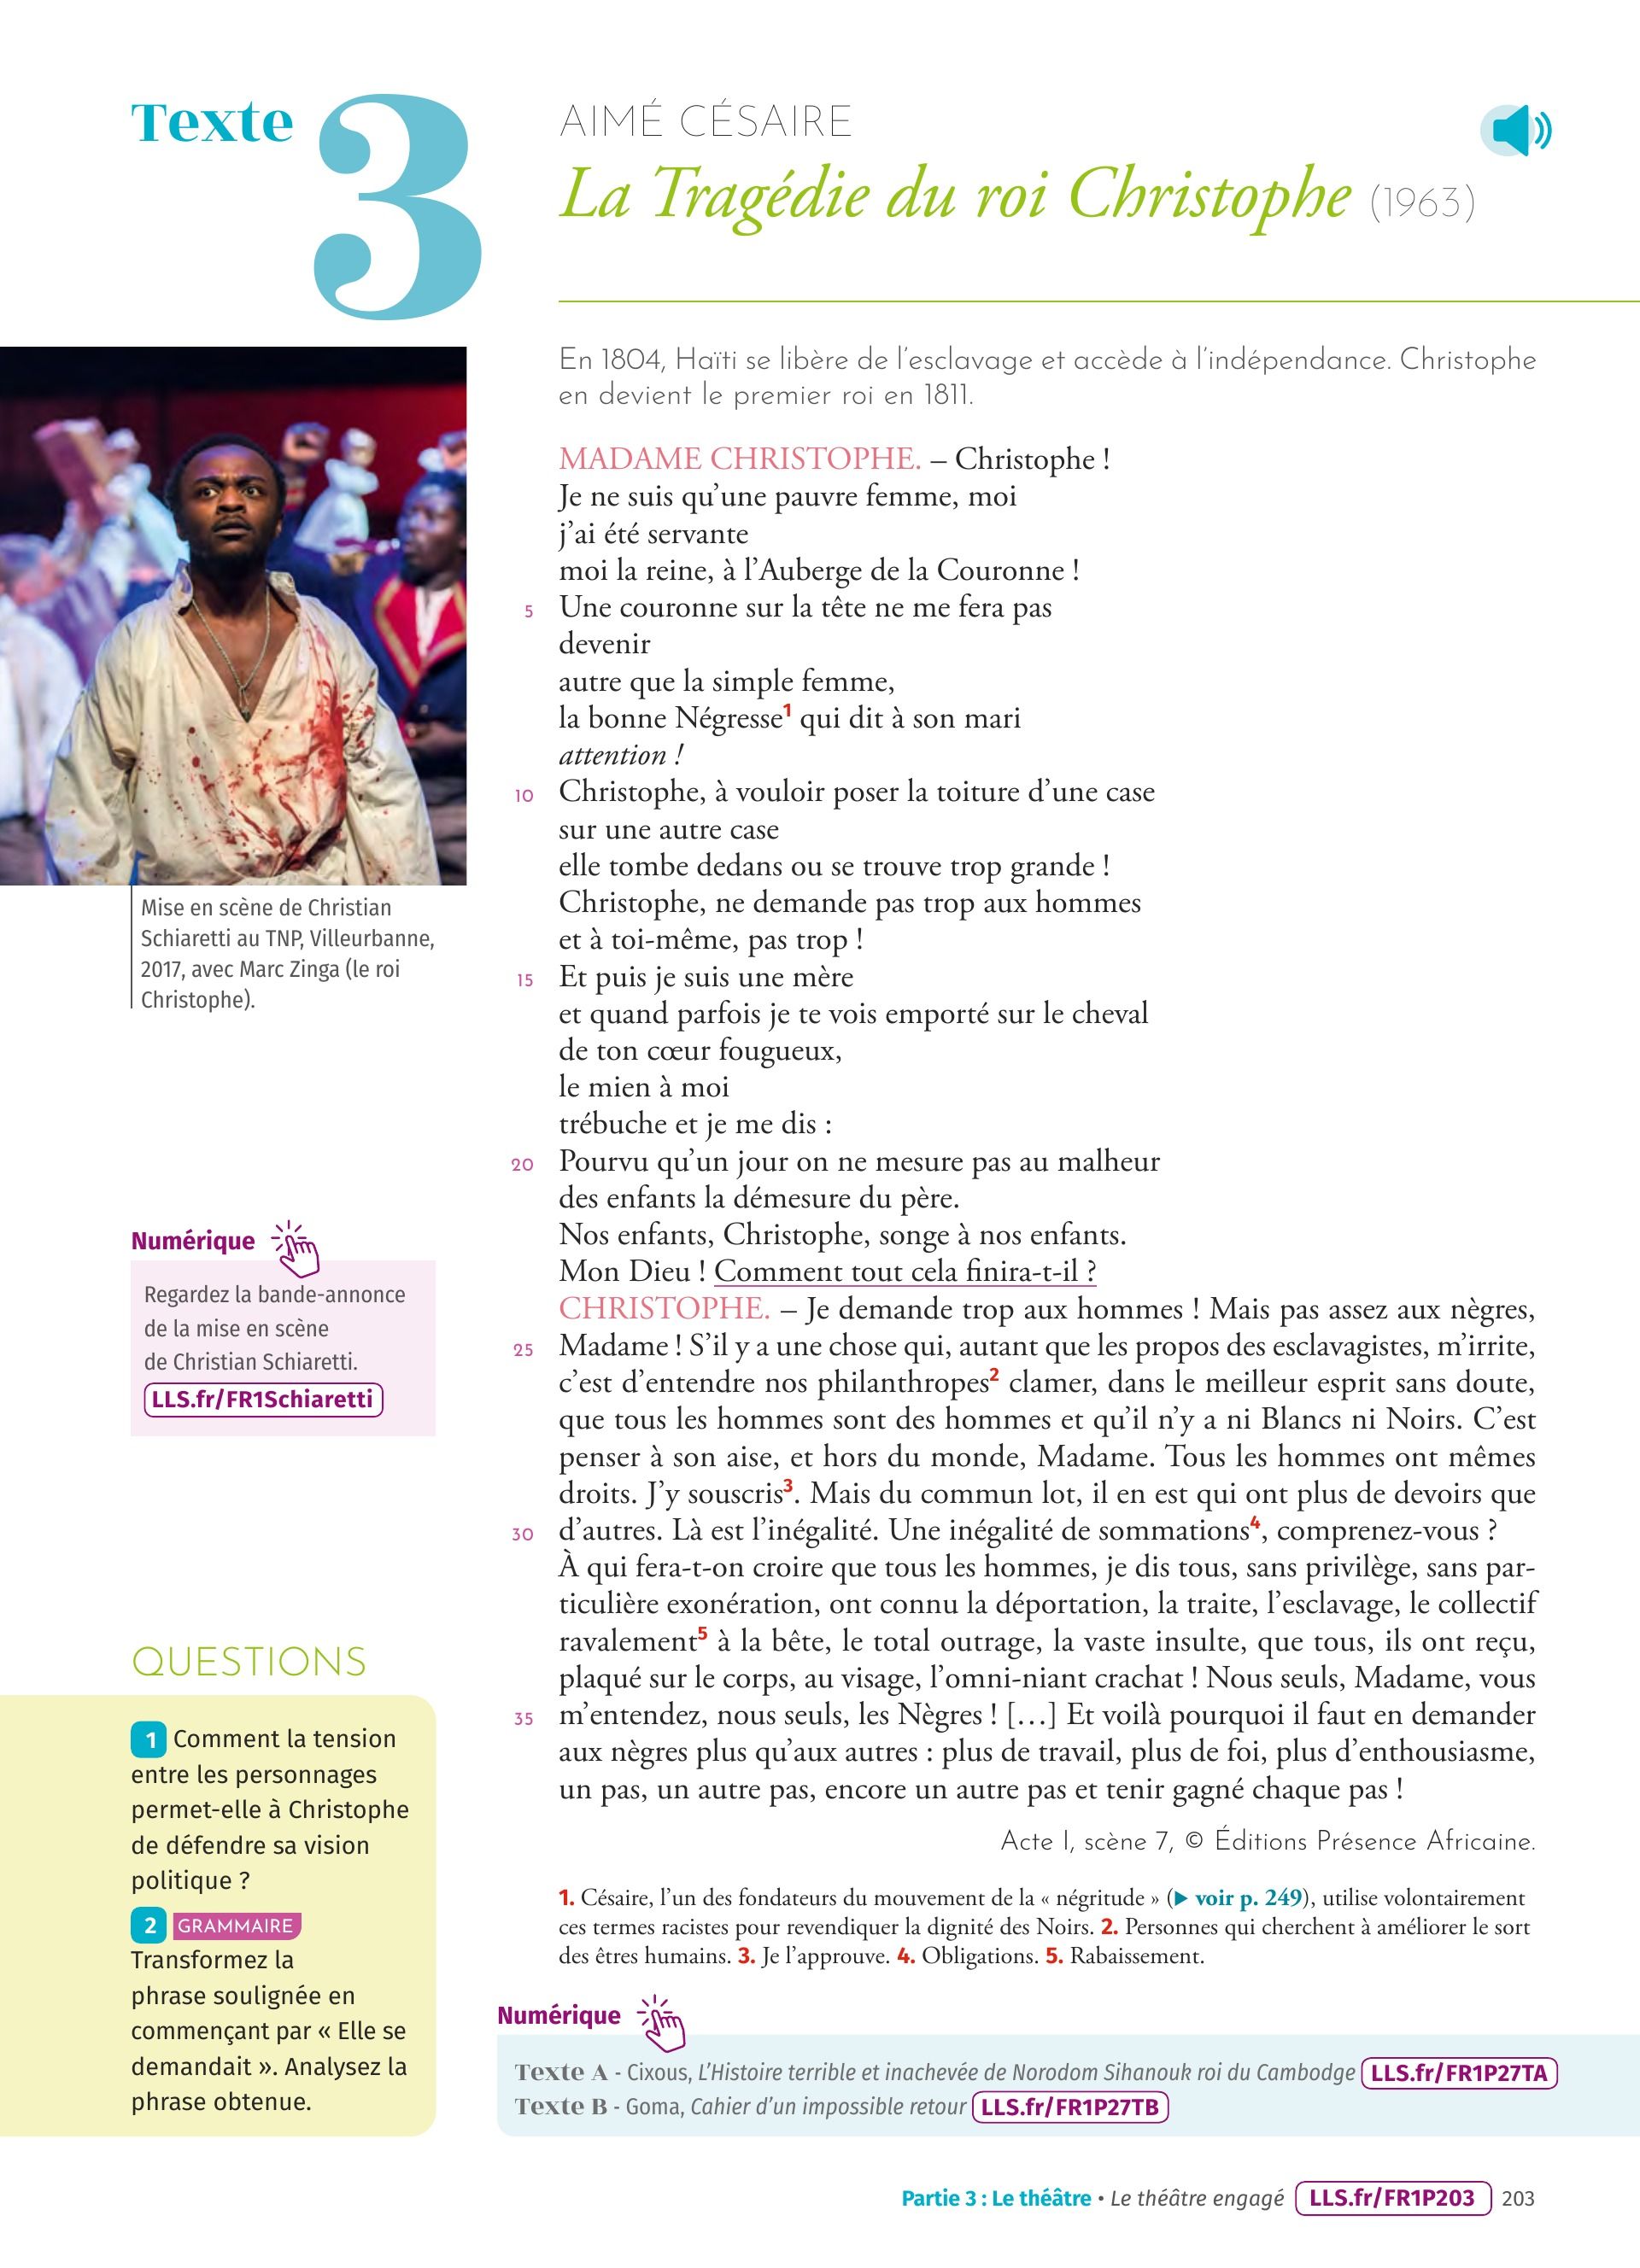 Texte 3
AIMÉ CÉSAIRE
La Tragédie du roi Christophe (1963)
En 1804, Haïti se libère de l'esclavage et accède à l'indépendance. Christophe
en devient le premier roi en 1811.
MADAME CHRISTOPHE. – Christophe !
Je ne suis qu'une pauvre femme, moi
j'ai été servante
moi la reine, à l'Auberge de la Couronne !
5 Une couronne sur la tête ne me fera pas
devenir
autre que la simple femme,
la bonne Négresse1 qui dit à son mari
attention !
10 Christophe, à vouloir poser la toiture d'une case
sur une autre case
elle tombe dedans ou se trouve trop grande !
Christophe, ne demande pas trop aux hommes
et à toi-même, pas trop !
15 Et puis je suis une mère
et quand parfois je te vois emporté sur le cheval
de ton cœur fougueux,
le mien à moi
trébuche et je me dis :
20 Pourvu qu'un jour on ne mesure pas au malheur
des enfants la démesure du père.
Nos enfants, Christophe, songe à nos enfants.
Mon Dieu ! Comment tout cela finira-t-il ?
CHRISTOPHE. – Je demande trop aux hommes ! Mais pas assez aux nègres,
25 Madame ! S'il y a une chose qui, autant que les propos des esclavagistes, m'irrite,
c'est d'entendre nos philanthropes2 clamer, dans le meilleur esprit sans doute,
que tous les hommes sont des hommes et qu'il n'y a ni Blancs ni Noirs. C'est
penser à son aise, et hors du monde, Madame. Tous les hommes ont mêmes
droits. J'y souscris3. Mais du commun lot, il en est qui ont plus de devoirs que
30 d'autres. Là est l'inégalité. Une inégalité de sommations4, comprenez-vous ?
À qui fera-t-on croire que tous les hommes, je dis tous, sans privilège, sans par-
ticulière exonération, ont connu la déportation, la traite, l'esclavage, le collectif
ravalement5 à la bête, le total outrage, la vaste insulte, que tous, ils ont reçu,
plaqué sur le corps, au visage, l'omni-niant crachat ! Nous seuls, Madame, vous
35 m'entendez, nous seuls, les Nègres ! [...] Et voilà pourquoi il faut en demander
aux nègres plus qu'aux autres : plus de travail, plus de foi, plus d'enthousiasme,
un pas, un autre pas, encore un autre pas et tenir gagné chaque pas !
Acte I, scène 7, © Éditions Présence Africaine.
1. Césaire, l'un des fondateurs du mouvement de la « négritude » (▶ voir p. 249), utilise volontairement
ces termes racistes pour revendiquer la dignité des Noirs. 2. Personnes qui cherchent à améliorer le sort
des êtres humains. 3. Je l'approuve. 4. Obligations. 5. Rabaissement.
Mise en scène de Christian
Schiaretti au TNP, Villeurbanne,
2017, avec Marc Zinga (le roi
Christophe).
Numérique
Regardez la bande-annonce
de la mise en scène
de Christian Schiaretti.
LLS.fr/FR1Schiaretti
QUESTIONS
1 Comment la tension
entre les personnages
permet-elle à Christophe
de défendre sa vision
politique ?
2 GRAMMAIRE
Transformez la
phrase soulignée en
commençant par « Elle se
demandait ». Analysez la
phrase obtenue.
Numérique
Texte A - Cixous, L'Histoire terrible et inachevée de Norodom Sihanouk roi du Cambodge LLS.fr/FR1P27TA
Texte B - Goma, Cahier d'un impossible retour LLS.fr/FR1P27TB
Partie 3 : Le théâtre • Le théâtre engagé LLS.fr/FR1P203 203